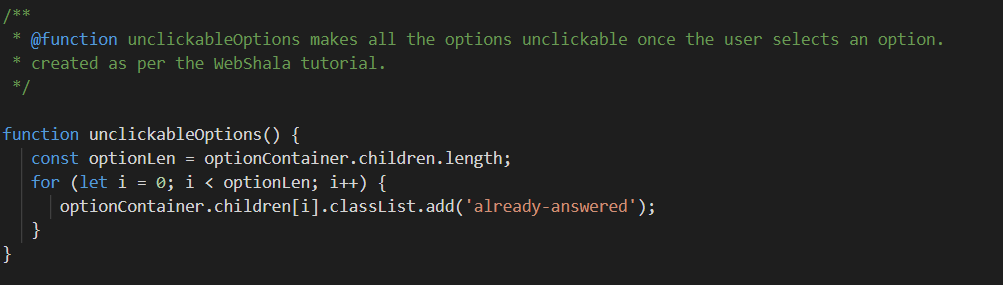 /**
 * @function unclickableOptions makes all the options unclickable once the user selects an option.
 * created as per the WebShala tutorial.
 */
function unclickableOptions() {
const optionLen = optionContainer.children.length;
for (let i = 0; i < optionLen; i++) {
optionContainer.children[i].classList.add('already-answered');
}
}